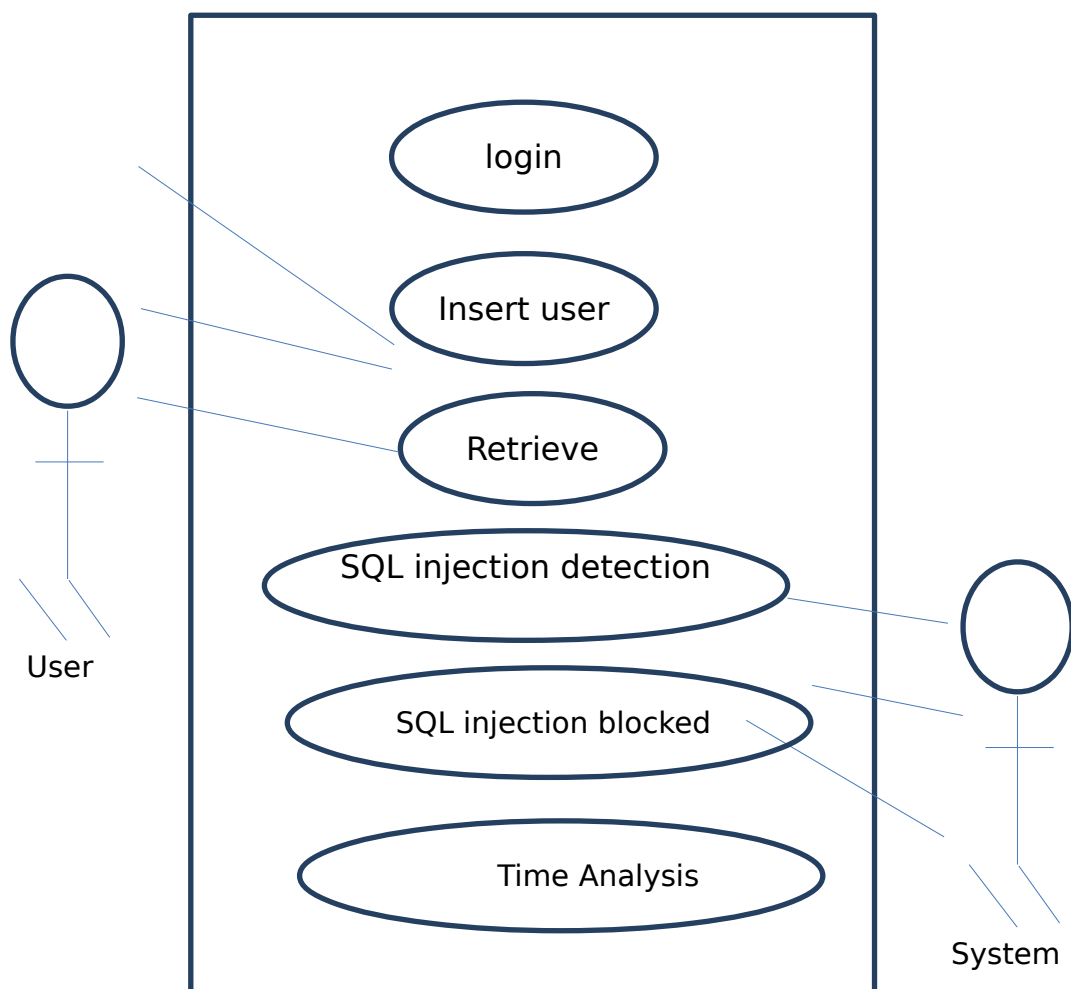 login
Insert user
Retrieve
SQL injection detection
User
SQL injection blocked
Time Analysis
System